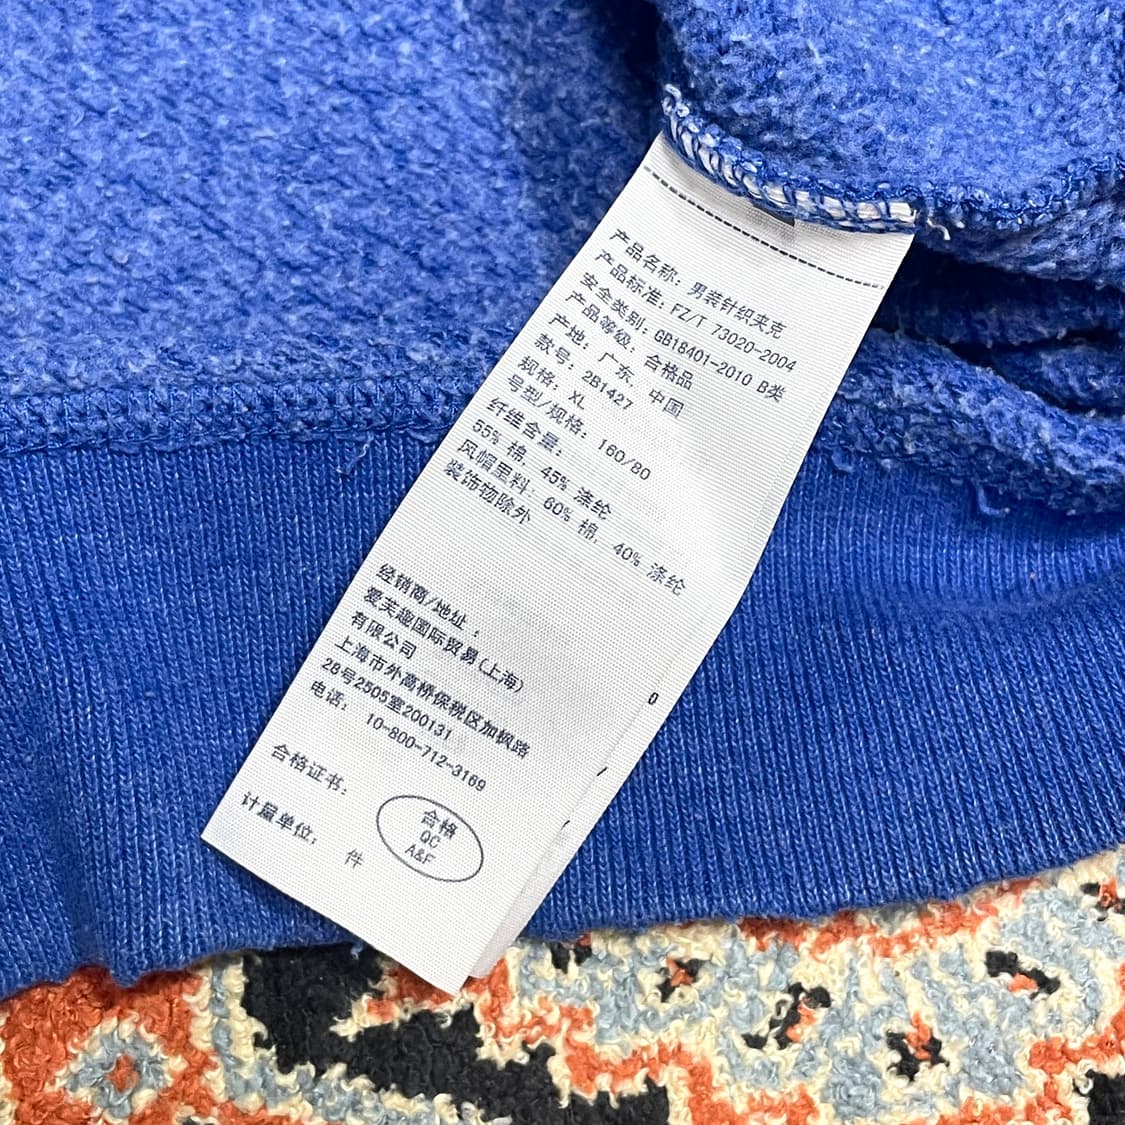 产品名称: 男装针织夹克
产品标准: FZ/T 73020-2004
安全类别: GB18401-2010 B类
产品等级: 合格品
产地: 广东, 中国
款号: 2B1427
规格: XL
号型/规格: 160/80
纤维含量:
55% 棉, 45% 涤纶
风帽里料: 60% 棉, 40% 涤纶
装饰物除外
经销商/地址:
爱芙趣国际贸易(上海)
有限公司
上海市外高桥保税区加枫路
28号2505室200131
电话: 10-800-712-3169
合格证书:
合格
QC
A&F
计量单位: 件
0